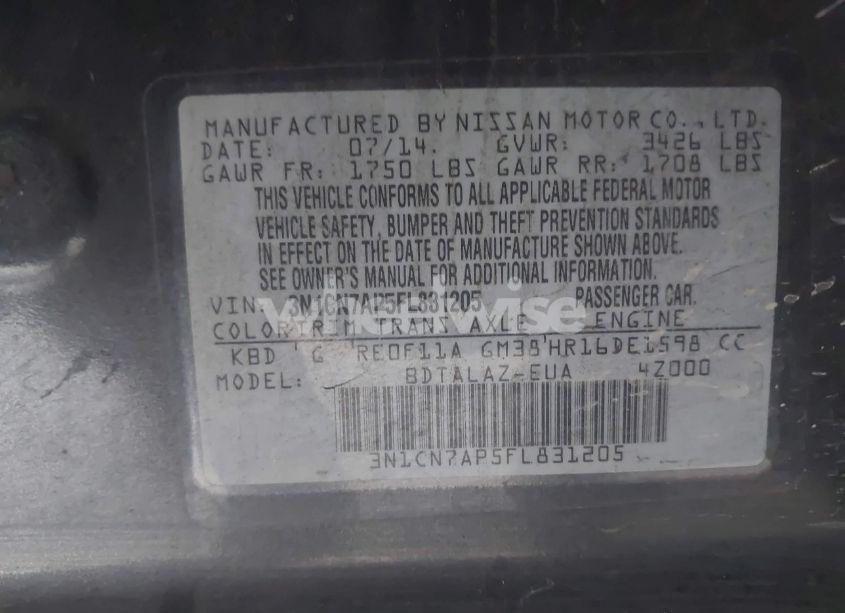 MANUFACTURED BY NISSAN MOTOR CO., LTD.
DATE: 07/14. GVWR: 3426 LBS
GAWR FR: 1750 LBS GAWR RR: 1708 LBS
THIS VEHICLE CONFORMS TO ALL APPLICABLE FEDERAL MOTOR
VEHICLE SAFETY, BUMPER AND THEFT PREVENTION STANDARDS
IN EFFECT ON THE DATE OF MANUFACTURE SHOWN ABOVE.
SEE OWNER'S MANUAL FOR ADDITIONAL INFORMATION.
VIN: 3N1CN7AP5FL831205 PASSENGER CAR.
COLOR TRIM TRANS AXLE ENGINE
KBD G RE0F11A GM38 HR16DE1598 CC
MODEL: BDTALAZ-EUA 4Z000
3N1CN7AP5FL831205